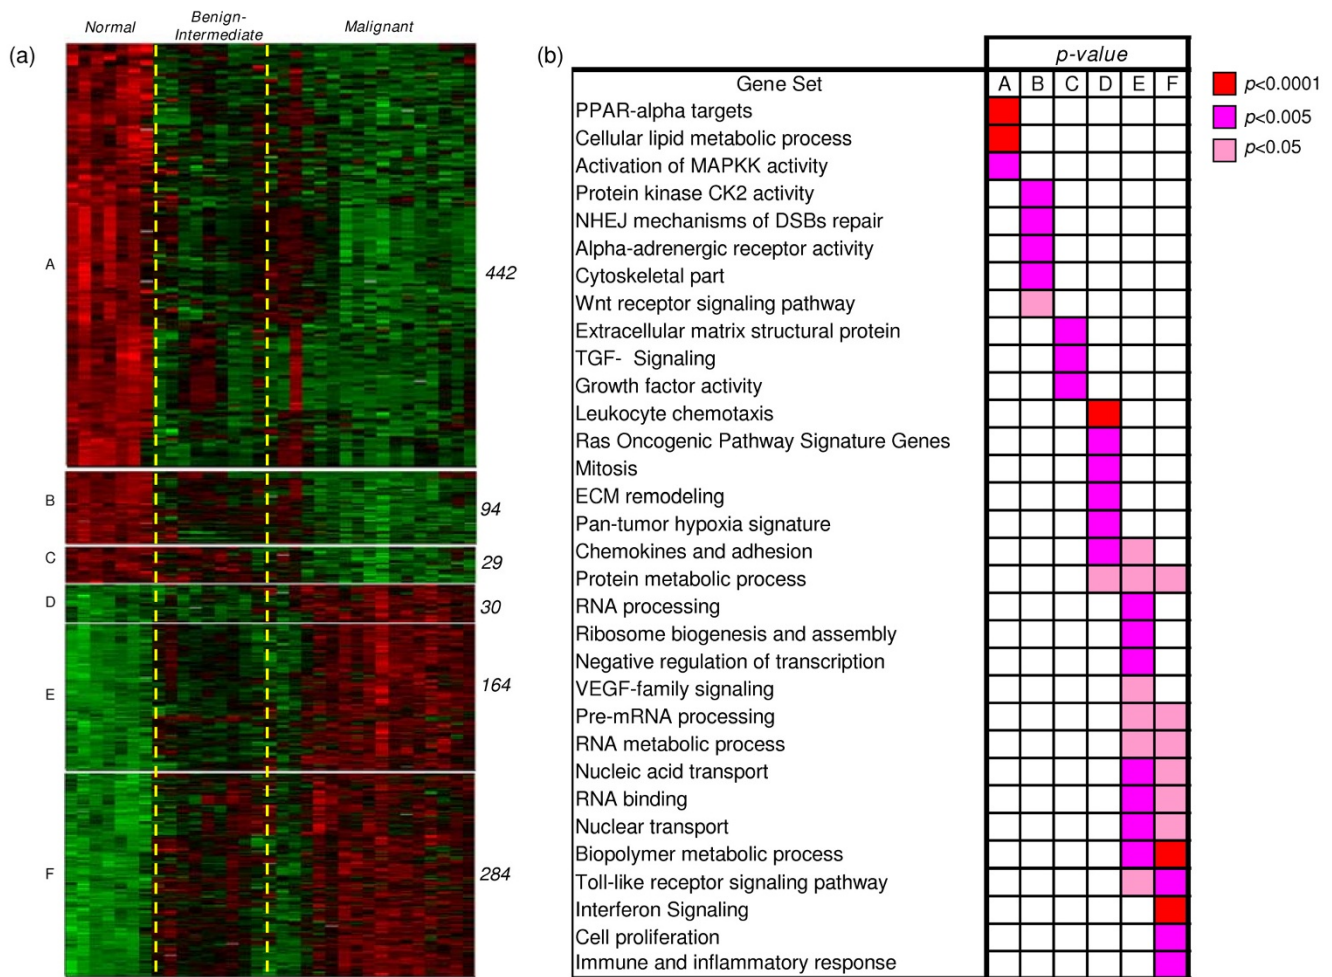 (a)
Normal
Benign-
Intermediate
Malignant
A
442
B
94
C
29
D
30
E
164
F
284
(b)
p-value
Gene Set A B C D E F
PPAR-alpha targets
Cellular lipid metabolic process
Activation of MAPKK activity
Protein kinase CK2 activity
NHEJ mechanisms of DSBs repair
Alpha-adrenergic receptor activity
Cytoskeletal part
Wnt receptor signaling pathway
Extracellular matrix structural protein
TGF- Signaling
Growth factor activity
Leukocyte chemotaxis
Ras Oncogenic Pathway Signature Genes
Mitosis
ECM remodeling
Pan-tumor hypoxia signature
Chemokines and adhesion
Protein metabolic process
RNA processing
Ribosome biogenesis and assembly
Negative regulation of transcription
VEGF-family signaling
Pre-mRNA processing
RNA metabolic process
Nucleic acid transport
RNA binding
Nuclear transport
Biopolymer metabolic process
Toll-like receptor signaling pathway
Interferon Signaling
Cell proliferation
Immune and inflammatory response
p<0.0001
p<0.005
p<0.05